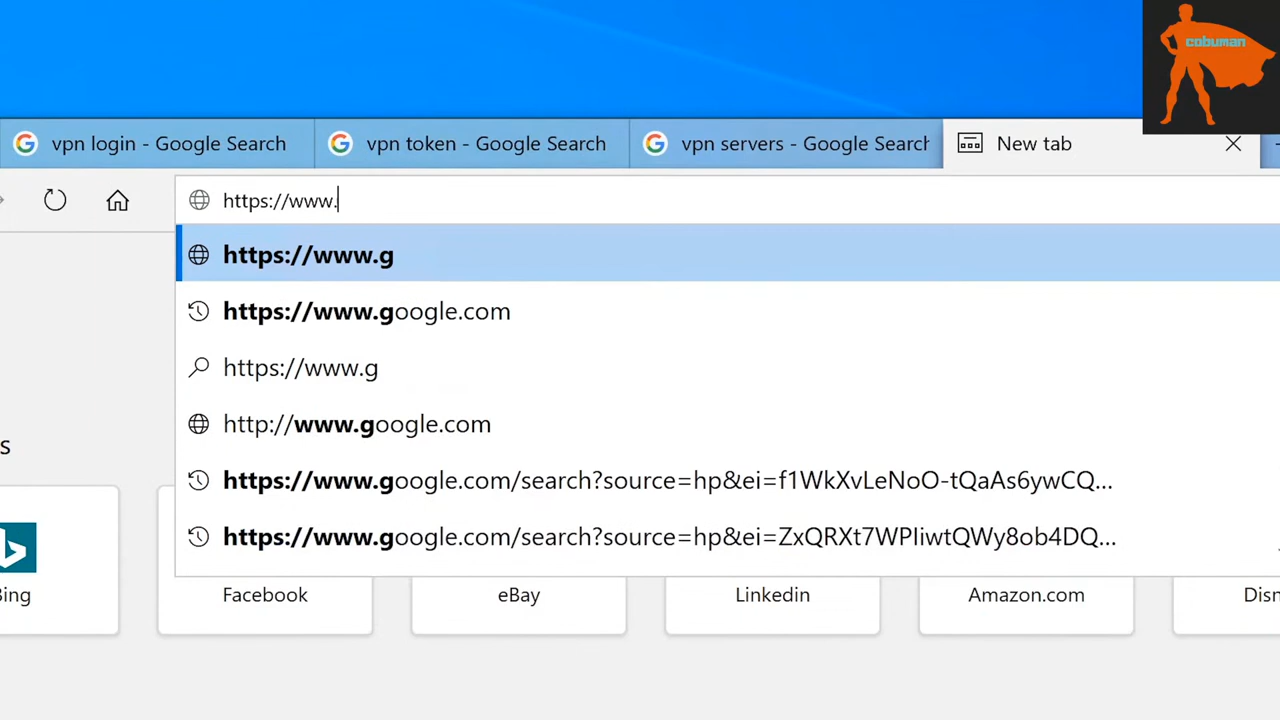 cobuman
vpn login - Google Search
vpn token - Google Search
vpn servers - Google Search
New tab
https://www.
https://www.g
https://www.google.com
https://www.g
http://www.google.com
https://www.google.com/search?source=hp&ei=f1WkXvLeNoO-tQaAs6ywCQ...
https://www.google.com/search?source=hp&ei=ZxQRXt7WPIiwtQWy8ob4DQ...
s
Bing
Facebook
eBay
Linkedin
Amazon.com
Disn